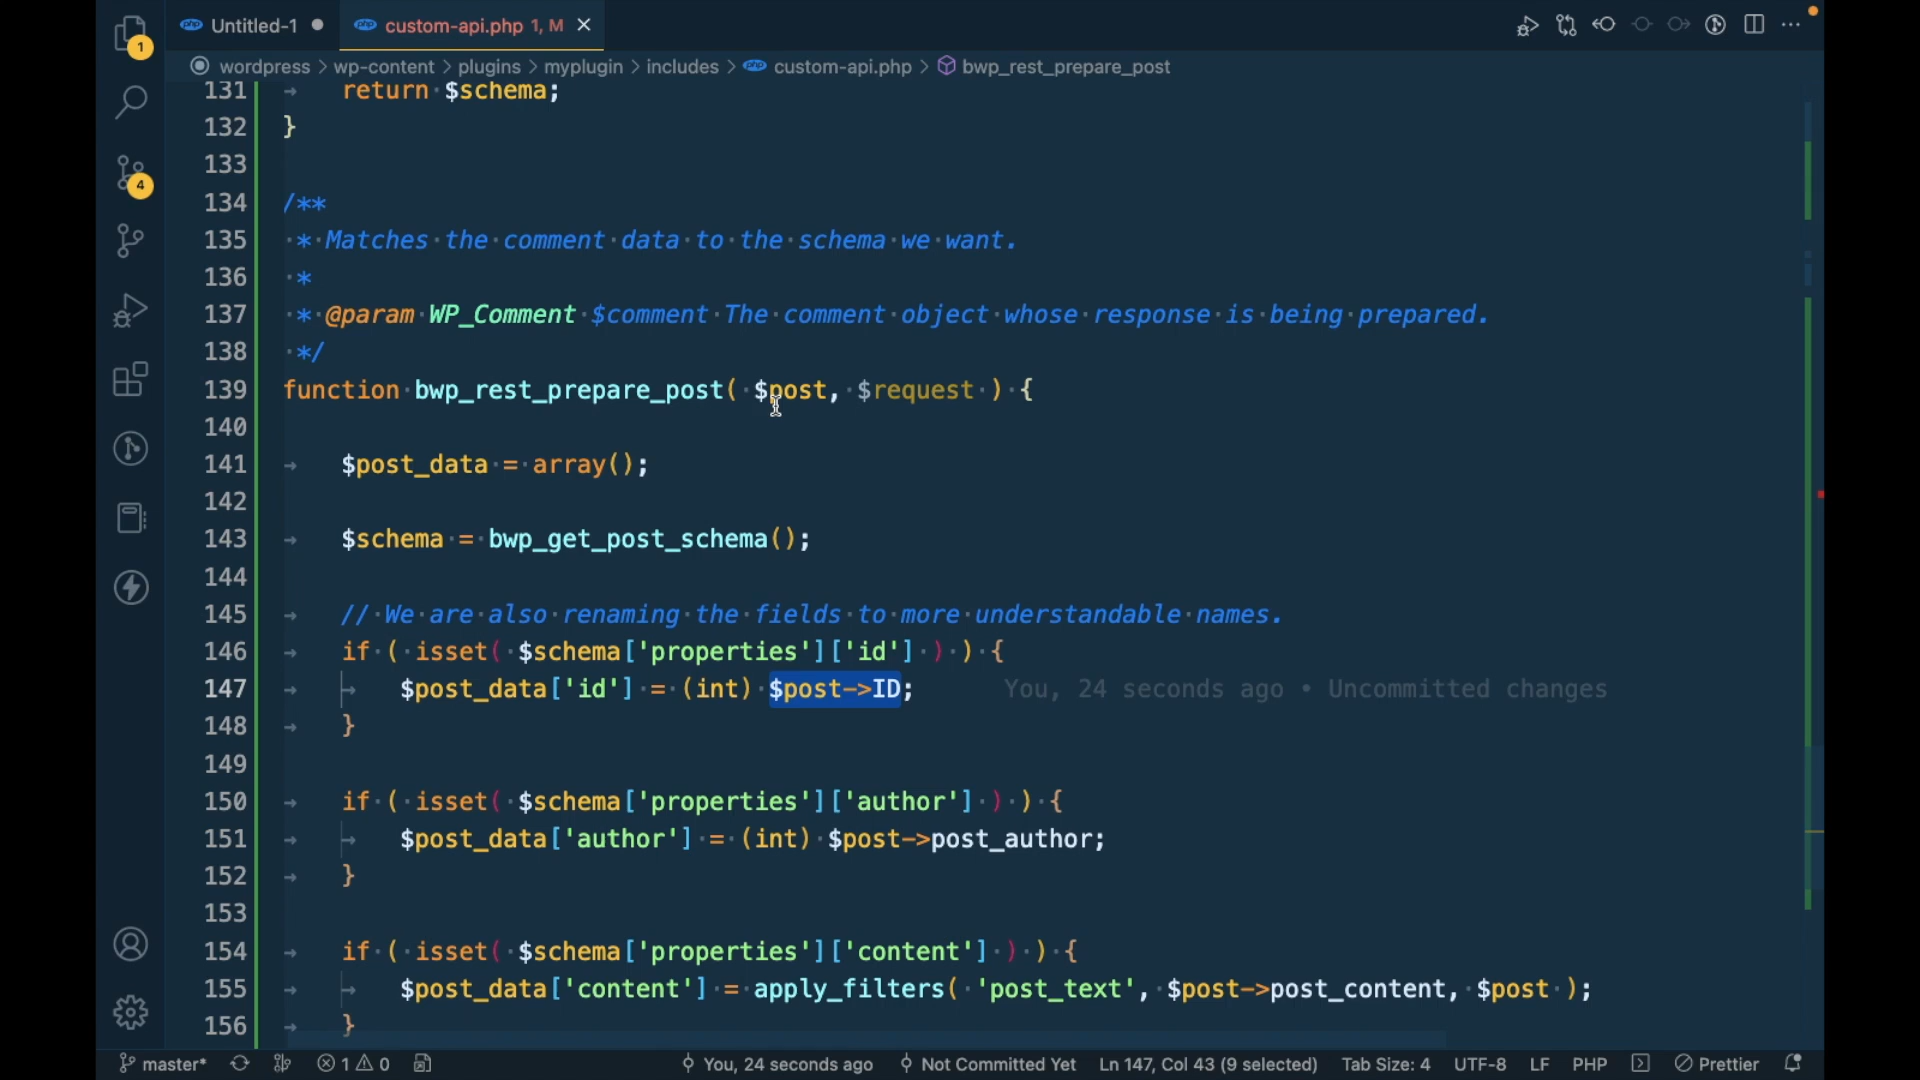 Untitled-1
custom-api.php 1, M
wordpress > wp-content > plugins > myplugin > includes > custom-api.php > bwp_rest_prepare_post
131 return $schema;
132 }
133
134 /**
135 * Matches the comment data to the schema we want.
136 *
137 * @param WP_Comment $comment The comment object whose response is being prepared.
138 */
139 function bwp_rest_prepare_post( $post, $request ) {
140
141 $post_data = array();
142
143 $schema = bwp_get_post_schema();
144
145 // We are also renaming the fields to more understandable names.
146 if ( isset( $schema['properties']['id'] ) ) {
147 $post_data['id'] = (int) $post->ID; You, 24 seconds ago • Uncommitted changes
148 }
149
150 if ( isset( $schema['properties']['author'] ) ) {
151 $post_data['author'] = (int) $post->post_author;
152 }
153
154 if ( isset( $schema['properties']['content'] ) ) {
155 $post_data['content'] = apply_filters( 'post_text', $post->post_content, $post );
156 }
1
4
php
master* 1 0 You, 24 seconds ago Not Committed Yet Ln 147, Col 43 (9 selected) Tab Size: 4 UTF-8 LF PHP Prettier